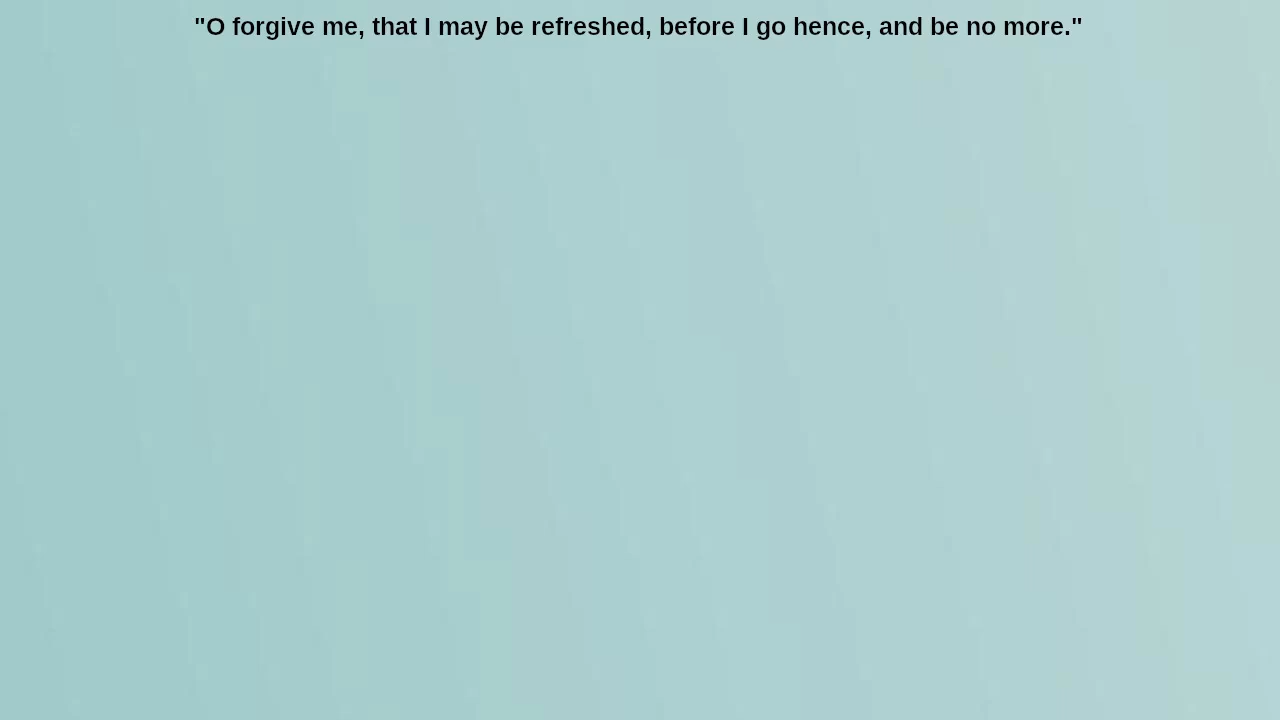 "O forgive me, that I may be refreshed, before I go hence, and be no more."